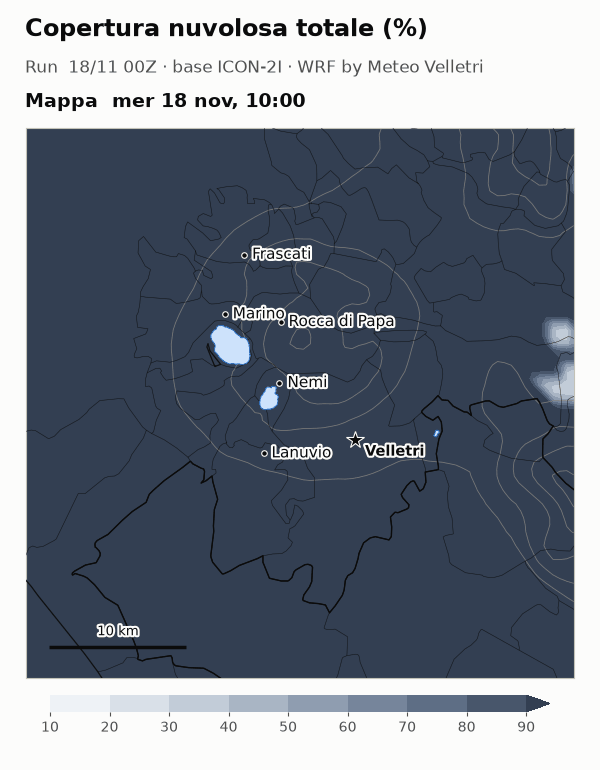 Copertura nuvolosa totale (%)
Run  18/11 00Z · base ICON-2I · WRF by Meteo Velletri
Mappa  mer 18 nov, 10:00
Frascati
Marino
Rocca di Papa
Nemi
Lanuvio
Velletri
10 km
10 20 30 40 50 60 70 80 90